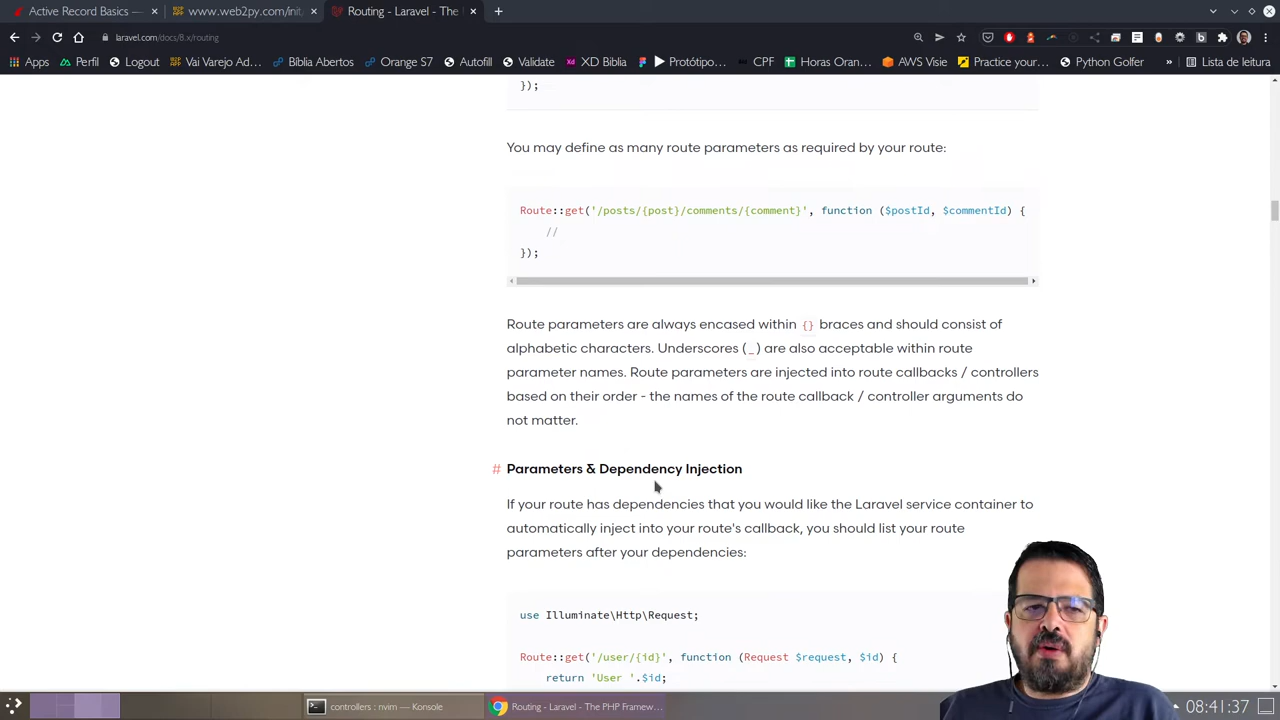 Active Record Basics —
www.web2py.com/init
Routing - Laravel - The
laravel.com/docs/8.x/routing
Apps
Perfil
Logout
Vai Varejo Ad...
Bíblia Abertos
Orange S7
Autofill
Validate
XD Biblia
Protótipo...
CPF
Horas Oran...
AWS Visie
Practice your...
Python Golfer
»
Lista de leitura
});
You may define as many route parameters as required by your route:
Route::get('/posts/{post}/comments/{comment}', function ($postId, $commentId) {
//
});
Route parameters are always encased within {} braces and should consist of
alphabetic characters. Underscores (_) are also acceptable within route
parameter names. Route parameters are injected into route callbacks / controllers
based on their order - the names of the route callback / controller arguments do
not matter.
# Parameters & Dependency Injection
If your route has dependencies that you would like the Laravel service container to
automatically inject into your route's callback, you should list your route
parameters after your dependencies:
use Illuminate\Http\Request;
Route::get('/user/{id}', function (Request $request, $id) {
return 'User '.$id;
controllers : nvim — Konsole
Routing - Laravel - The PHP Framew...
08:41:37